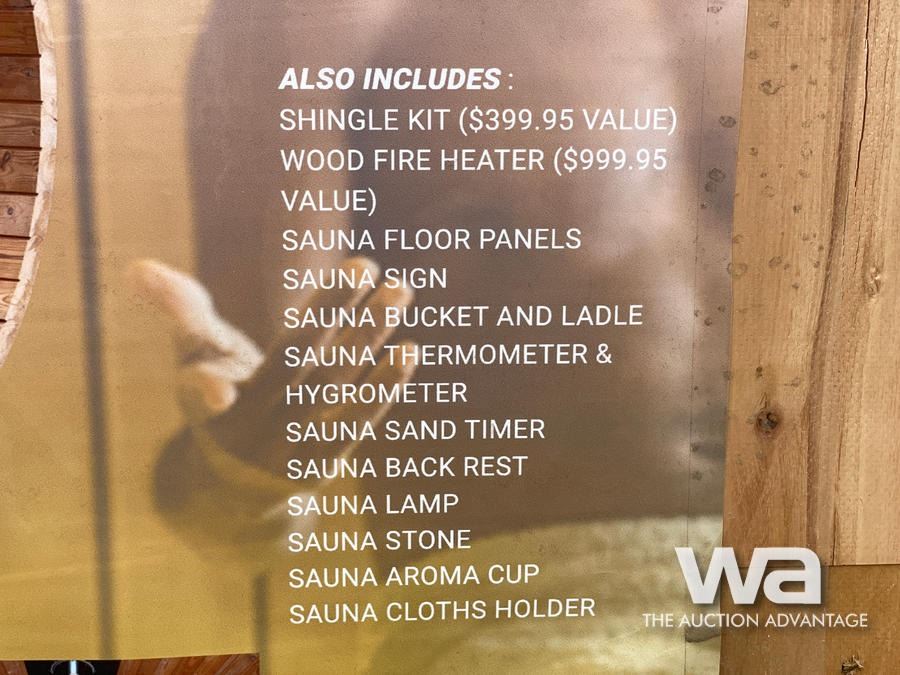 ALSO INCLUDES :
SHINGLE KIT ($399.95 VALUE)
WOOD FIRE HEATER ($999.95
VALUE)
SAUNA FLOOR PANELS
SAUNA SIGN
SAUNA BUCKET AND LADLE
SAUNA THERMOMETER &
HYGROMETER
SAUNA SAND TIMER
SAUNA BACK REST
SAUNA LAMP
SAUNA STONE
SAUNA AROMA CUP
SAUNA CLOTHS HOLDER
wa
THE AUCTION ADVANTAGE